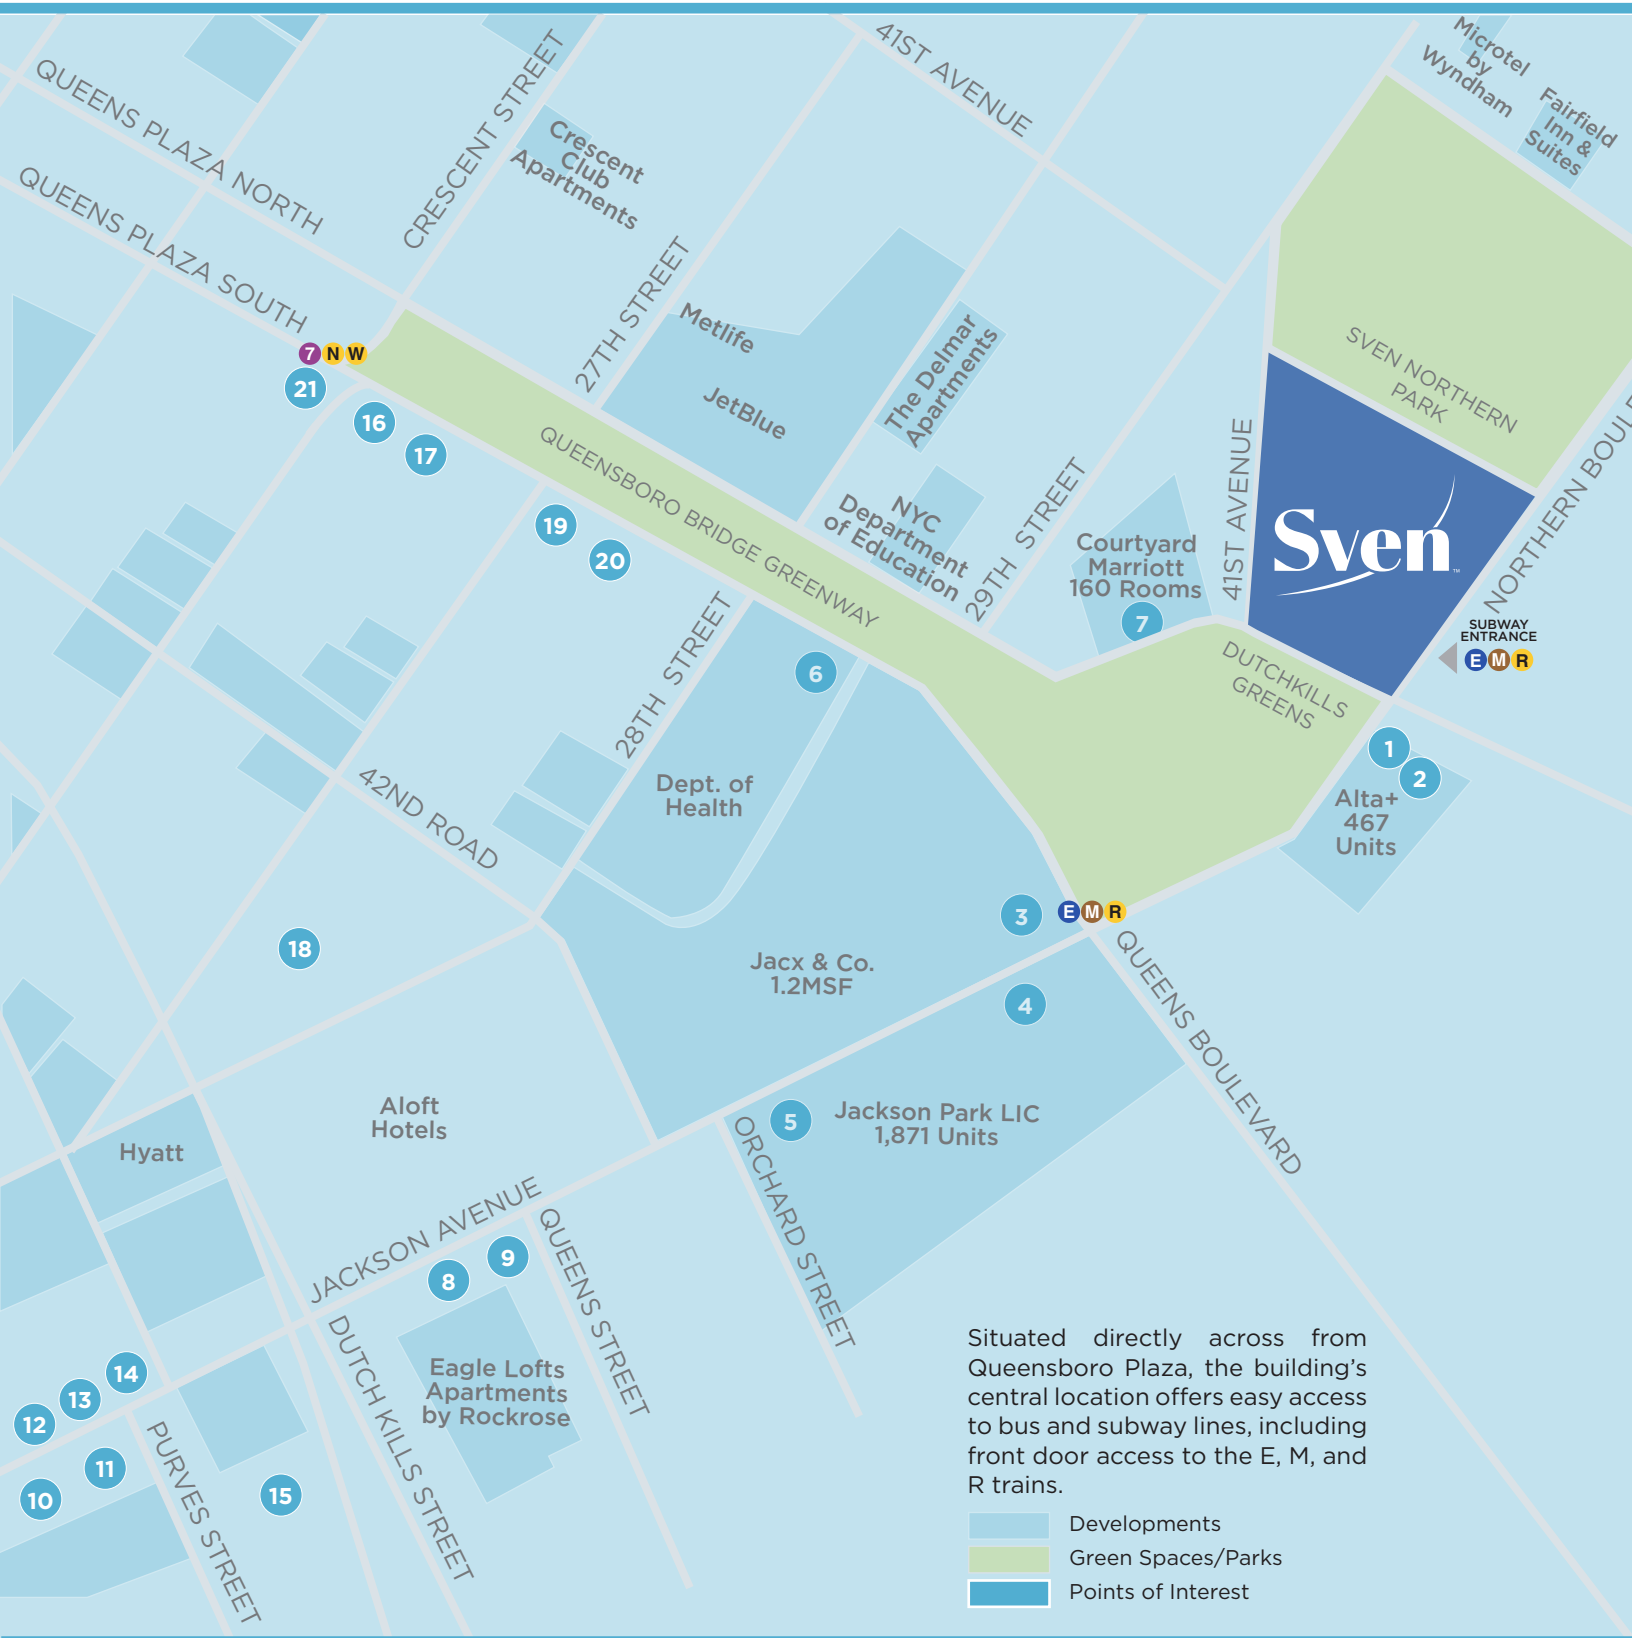 41ST AVENUE
Microtel
by
Wyndham
Fairfield
Inn &
Suites
QUEENS PLAZA NORTH
CRESCENT STREET
Crescent
Club
Apartments
QUEENS PLAZA SOUTH
7 N W
21
16
17
27TH STREET
Metlife
JetBlue
The Delmar
Apartments
SVEN NORTHERN
PARK
QUEENSBORO BRIDGE GREENWAY
NYC
Department
of Education
29TH STREET
Courtyard
Marriott
160 Rooms
7
41ST AVENUE
Sven™
NORTHERN BOUL
SUBWAY
ENTRANCE
E M R
19
20
28TH STREET
6
DUTCHKILLS
GREENS
1
2
Alta+
467
Units
42ND ROAD
Dept. of
Health
3
E M R
18
Jacx & Co.
1.2MSF
4
QUEENS BOULEVARD
Aloft
Hotels
Hyatt
5
Jackson Park LIC
1,871 Units
ORCHARD STREET
JACKSON AVENUE
QUEENS STREET
8
9
DUTCH KILLS STREET
Eagle Lofts
Apartments
by Rockrose
14
13
12
11
10
15
PURVES STREET
Situated directly across from
Queensboro Plaza, the building’s
central location offers easy access
to bus and subway lines, including
front door access to the E, M, and
R trains.
Developments
Green Spaces/Parks
Points of Interest